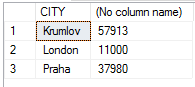 CITY (No column name)
1 Krumlov 57913
2 London 11000
3 Praha 37980